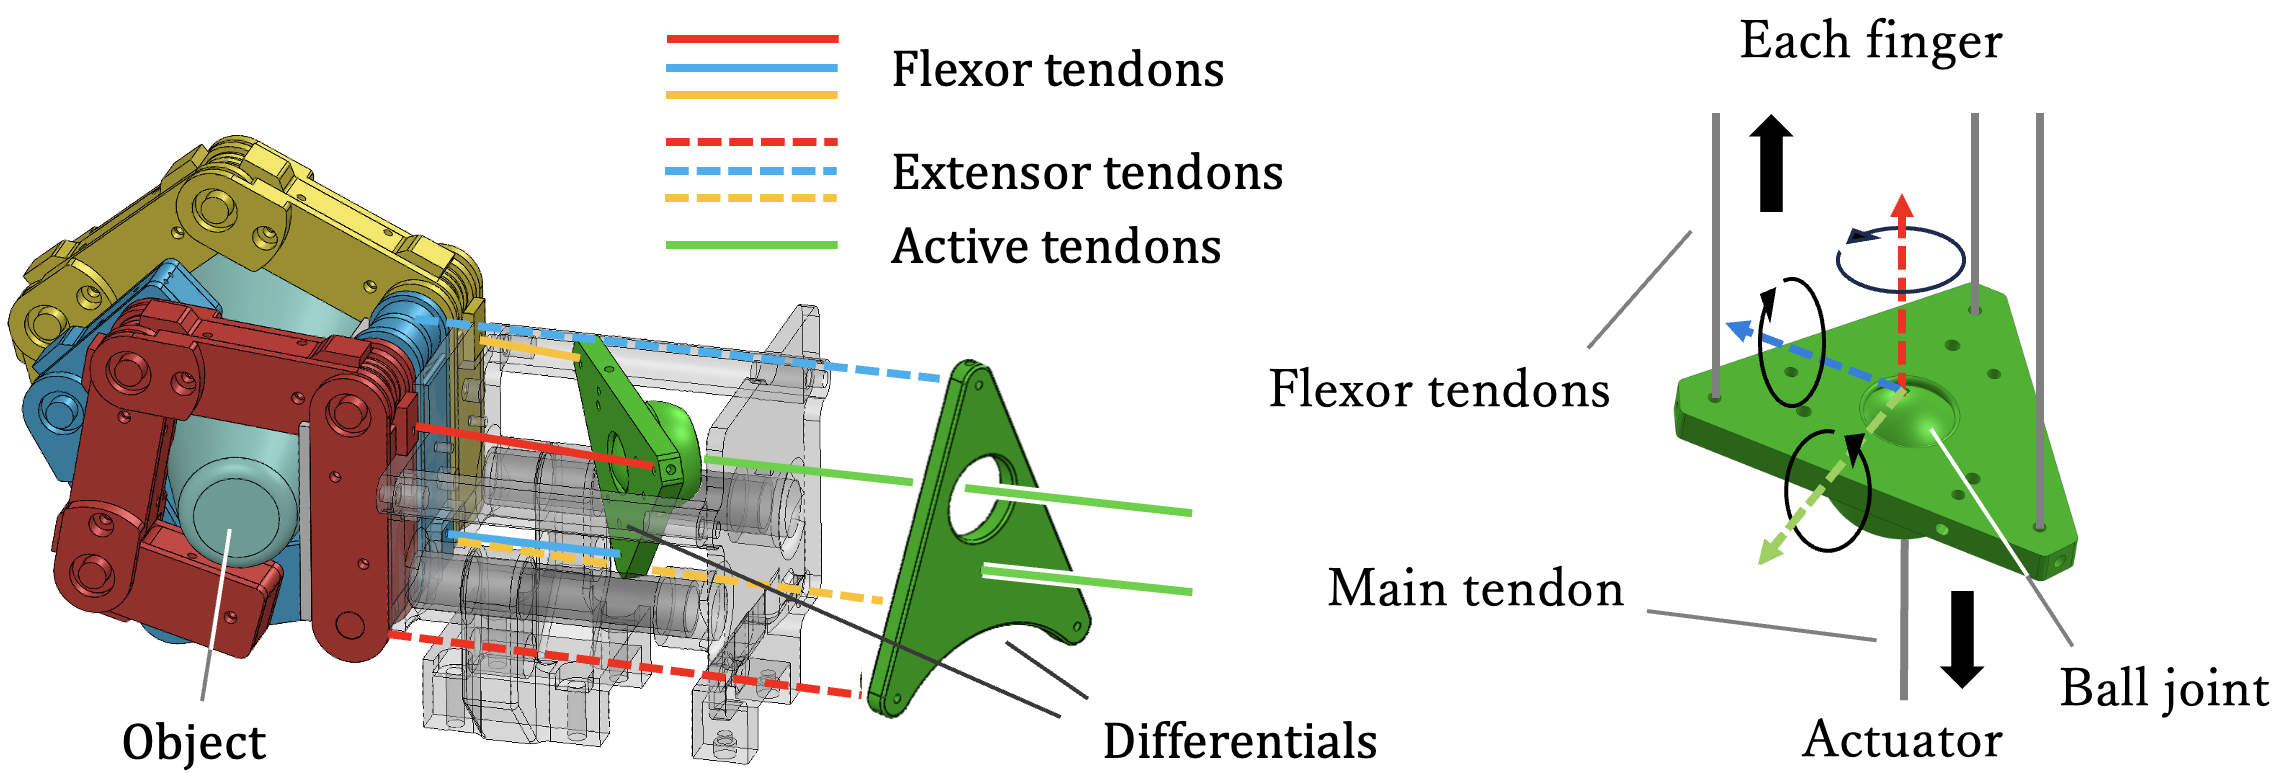 Flexor tendons
Extensor tendons
Active tendons
Object
Differentials
Each finger
Flexor tendons
Main tendon
Ball joint
Actuator